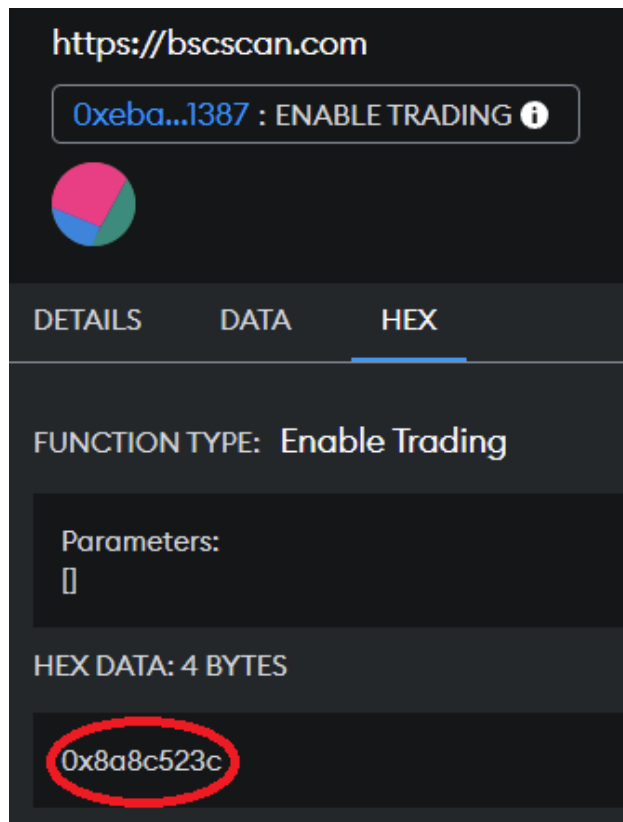 https://bscscan.com
0xeba...1387 : ENABLE TRADING
DETAILS DATA HEX
FUNCTION TYPE: Enable Trading
Parameters:
[]
HEX DATA: 4 BYTES
0x8a8c523c